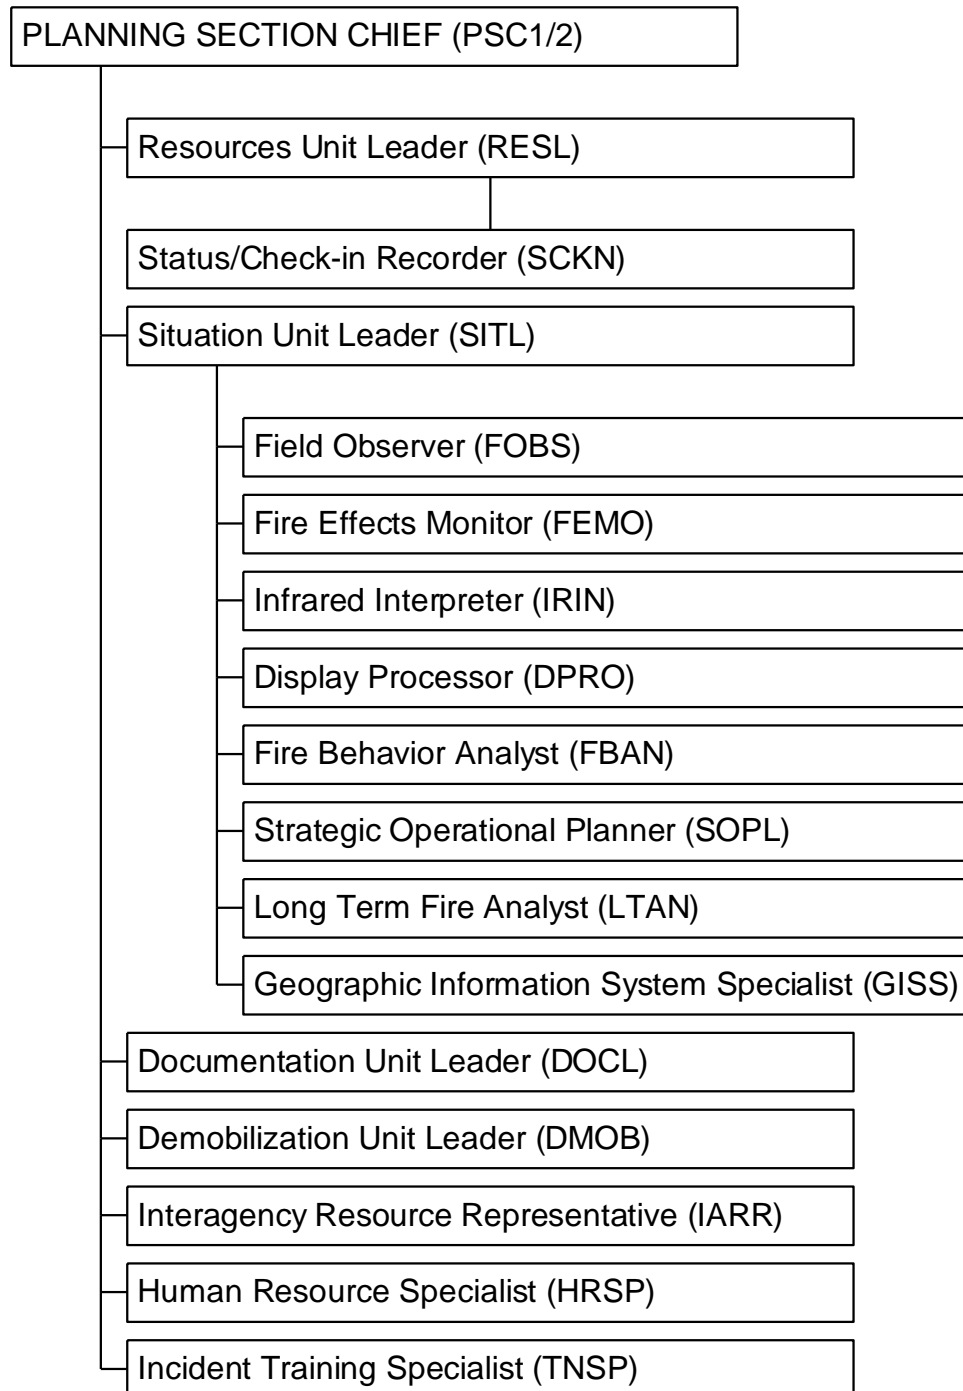 PLANNING SECTION CHIEF (PSC1/2)
Resources Unit Leader (RESL)
Status/Check-in Recorder (SCKN)
Situation Unit Leader (SITL)
Field Observer (FOBS)
Fire Effects Monitor (FEMO)
Infrared Interpreter (IRIN)
Display Processor (DPRO)
Fire Behavior Analyst (FBAN)
Strategic Operational Planner (SOPL)
Long Term Fire Analyst (LTAN)
Geographic Information System Specialist (GISS)
Documentation Unit Leader (DOCL)
Demobilization Unit Leader (DMOB)
Interagency Resource Representative (IARR)
Human Resource Specialist (HRSP)
Incident Training Specialist (TNSP)